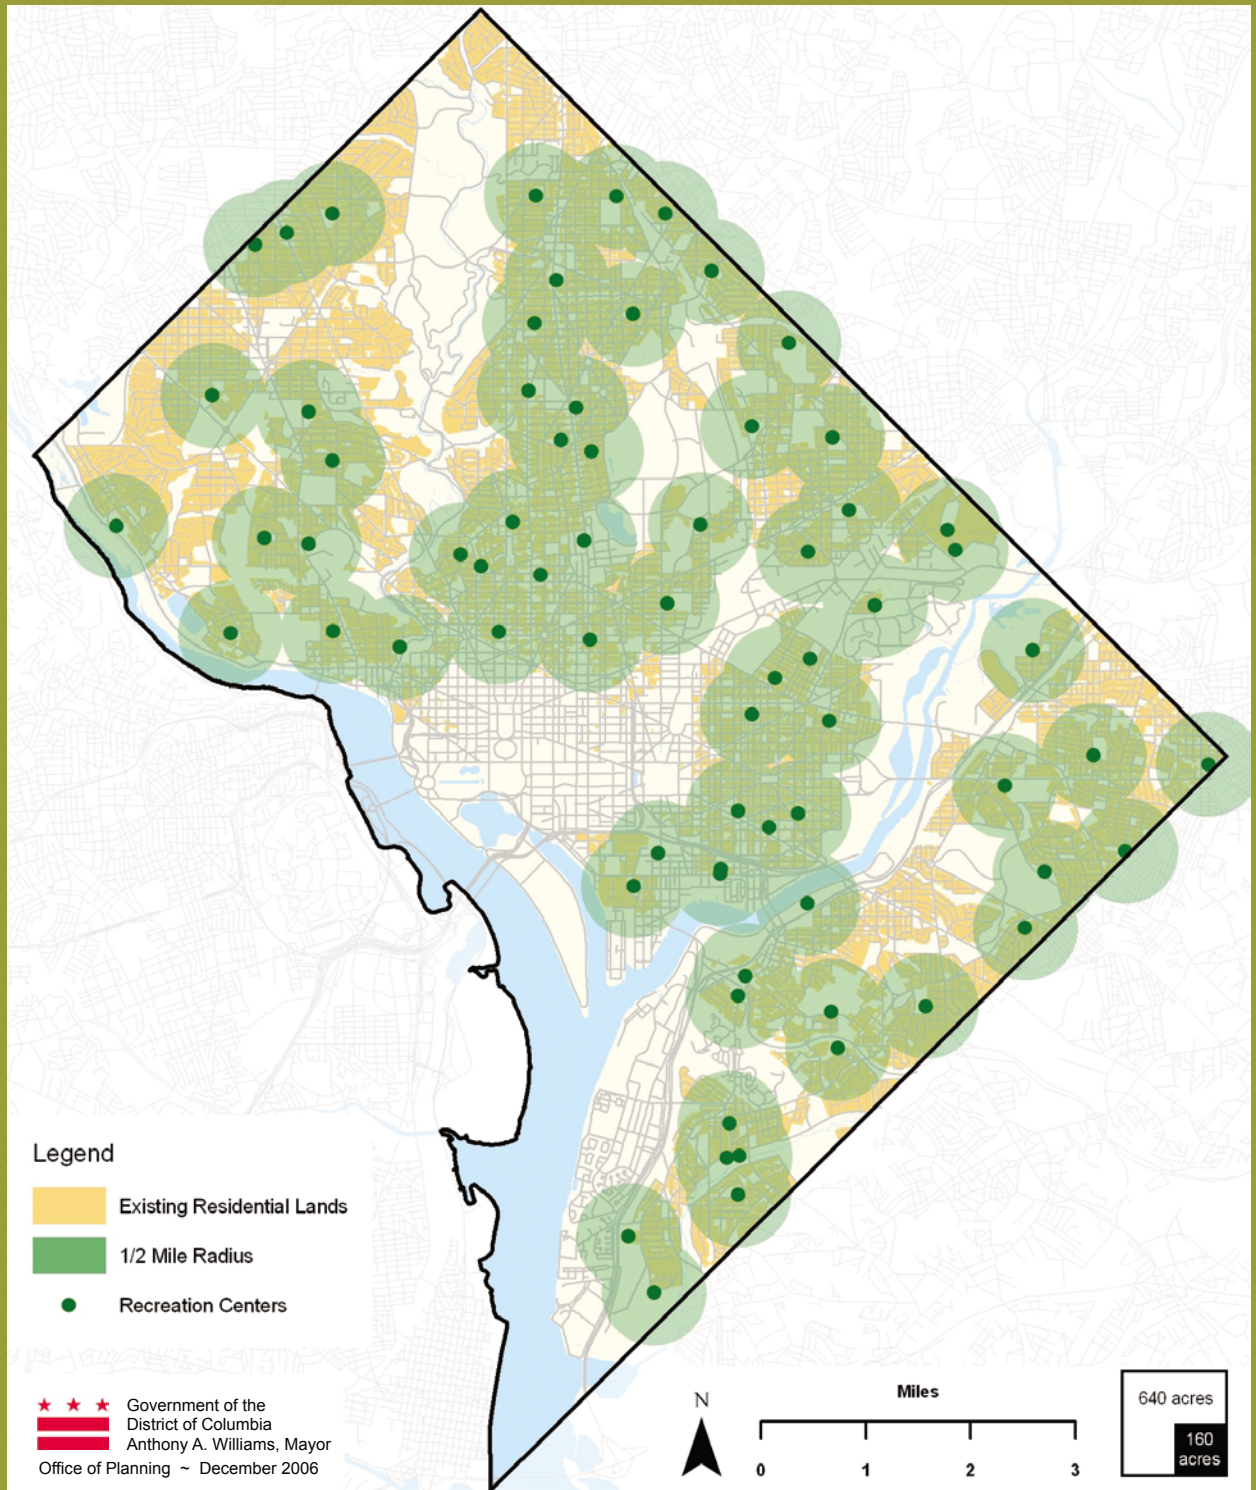 Legend
Existing Residential Lands
1/2 Mile Radius
Recreation Centers
Government of the
District of Columbia
Anthony A. Williams, Mayor
Office of Planning ~ December 2006
N
Miles
0 1 2 3
640 acres
160
acres